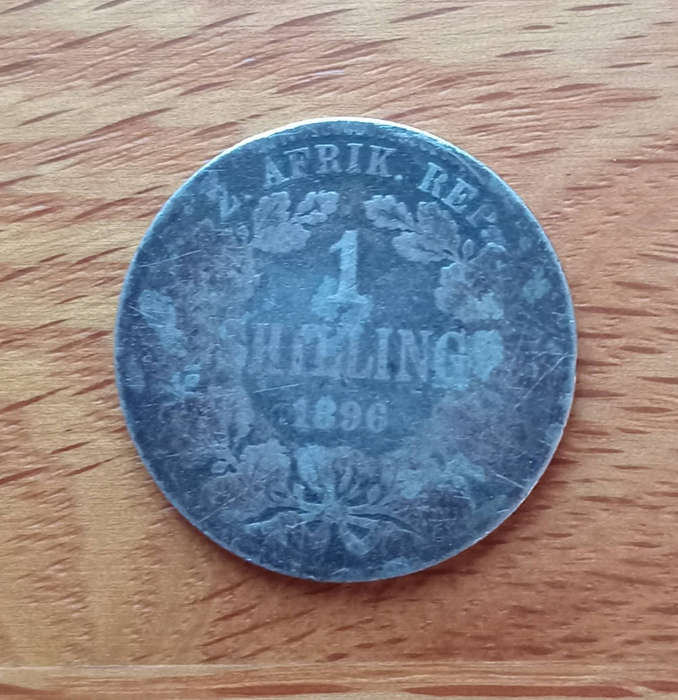 Z. AFRIK. REP.
1
SHILLING
1896